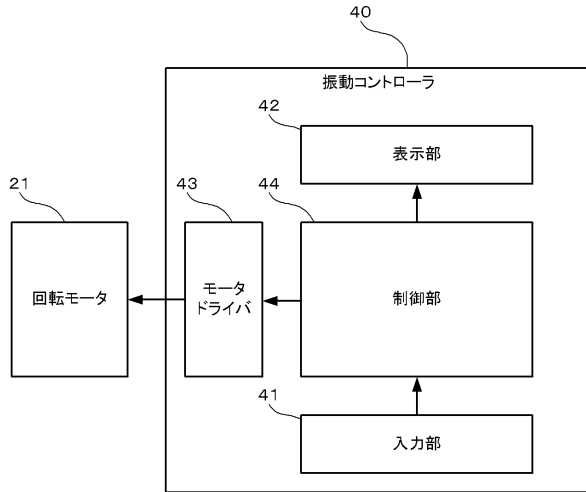 40
振動コントローラ
42
表示部
21
43
44
回転モータ
モータ
ドライバ
制御部
41
入力部